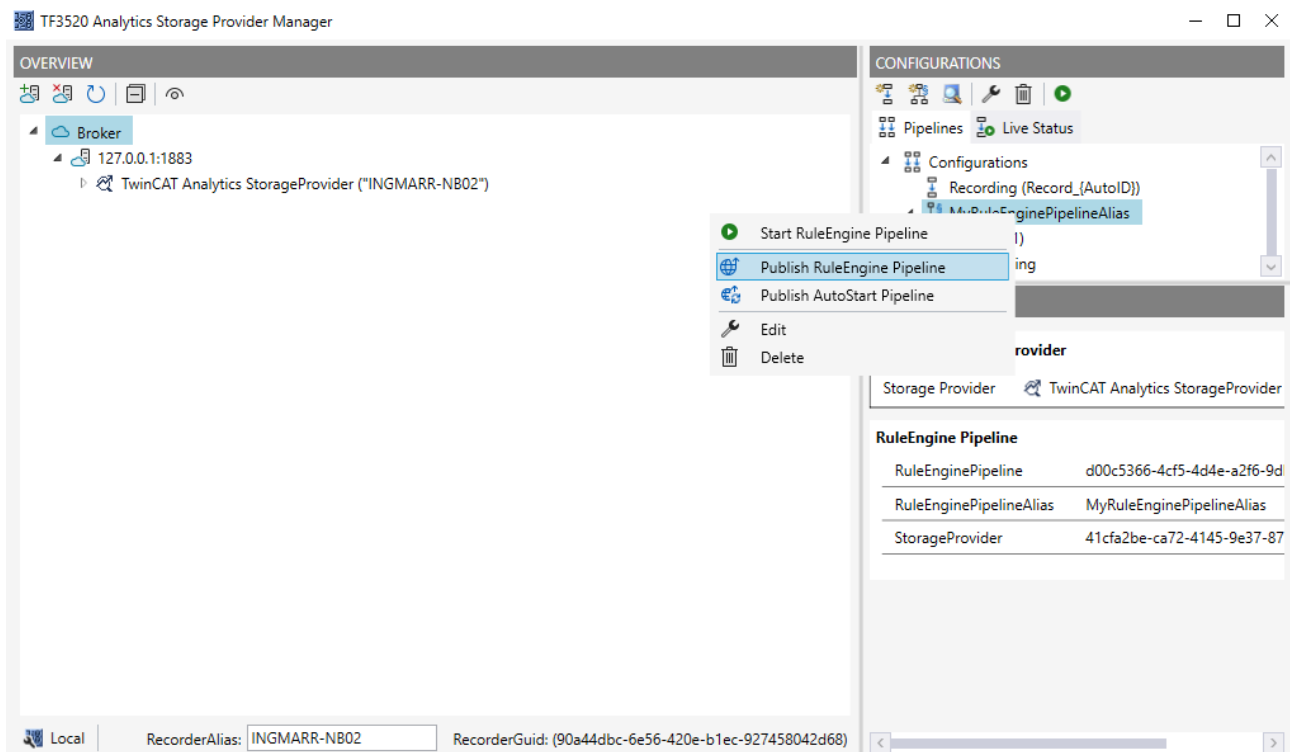 TF3520 Analytics Storage Provider Manager
OVERVIEW
Broker
127.0.0.1:1883
TwinCAT Analytics StorageProvider ("INGMARR-NB02")
CONFIGURATIONS
Pipelines
Live Status
Configurations
Recording (Record_{AutoID})
MyRuleEnginePipelineAlias
Start RuleEngine Pipeline
Publish RuleEngine Pipeline
Publish AutoStart Pipeline
Edit
Delete
Storage Provider
TwinCAT Analytics StorageProvider
RuleEngine Pipeline
RuleEnginePipeline
d00c5366-4cf5-4d4e-a2f6-9d
RuleEnginePipelineAlias
MyRuleEnginePipelineAlias
StorageProvider
41cfa2be-ca72-4145-9e37-87
Local
RecorderAlias:
INGMARR-NB02
RecorderGuid: (90a44dbc-6e56-420e-b1ec-927458042d68)